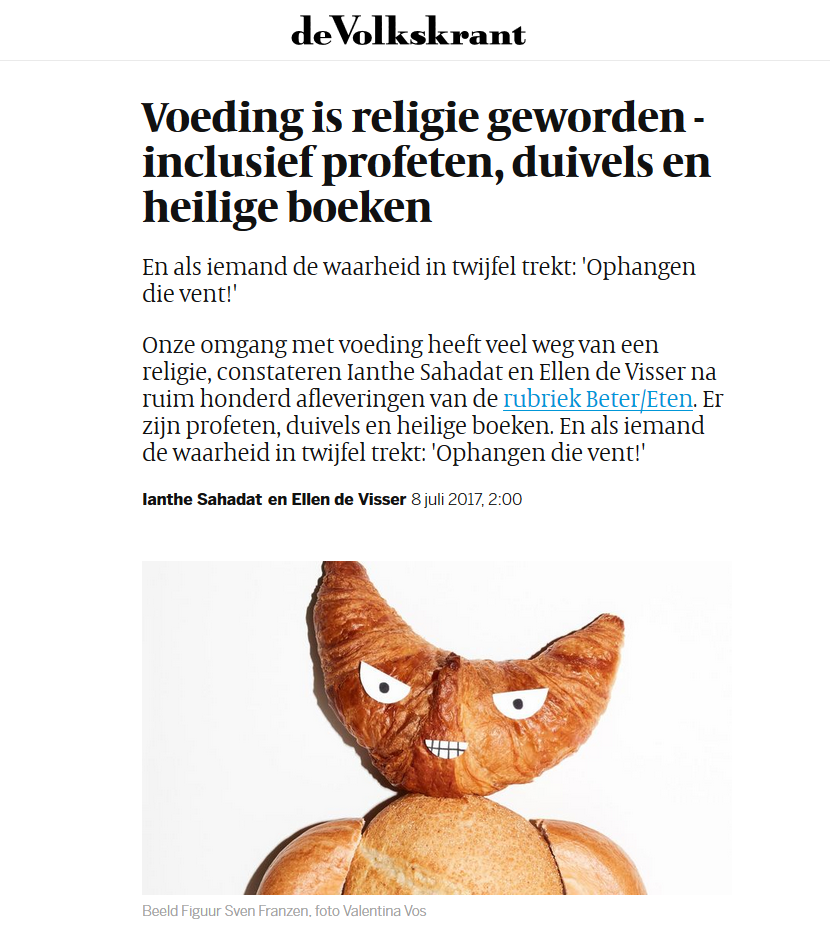 deVolkskrant
Voeding is religie geworden -
inclusief profeten, duivels en
heilige boeken
En als iemand de waarheid in twijfel trekt: 'Ophangen
die vent!'
Onze omgang met voeding heeft veel weg van een
religie, constateren Ianthe Sahadat en Ellen de Visser na
ruim honderd afleveringen van de rubriek Beter/Eten. Er
zijn profeten, duivels en heilige boeken. En als iemand
de waarheid in twijfel trekt: 'Ophangen die vent!'
Ianthe Sahadat en Ellen de Visser 8 juli 2017, 2:00
Beeld Figuur Sven Franzen, foto Valentina Vos